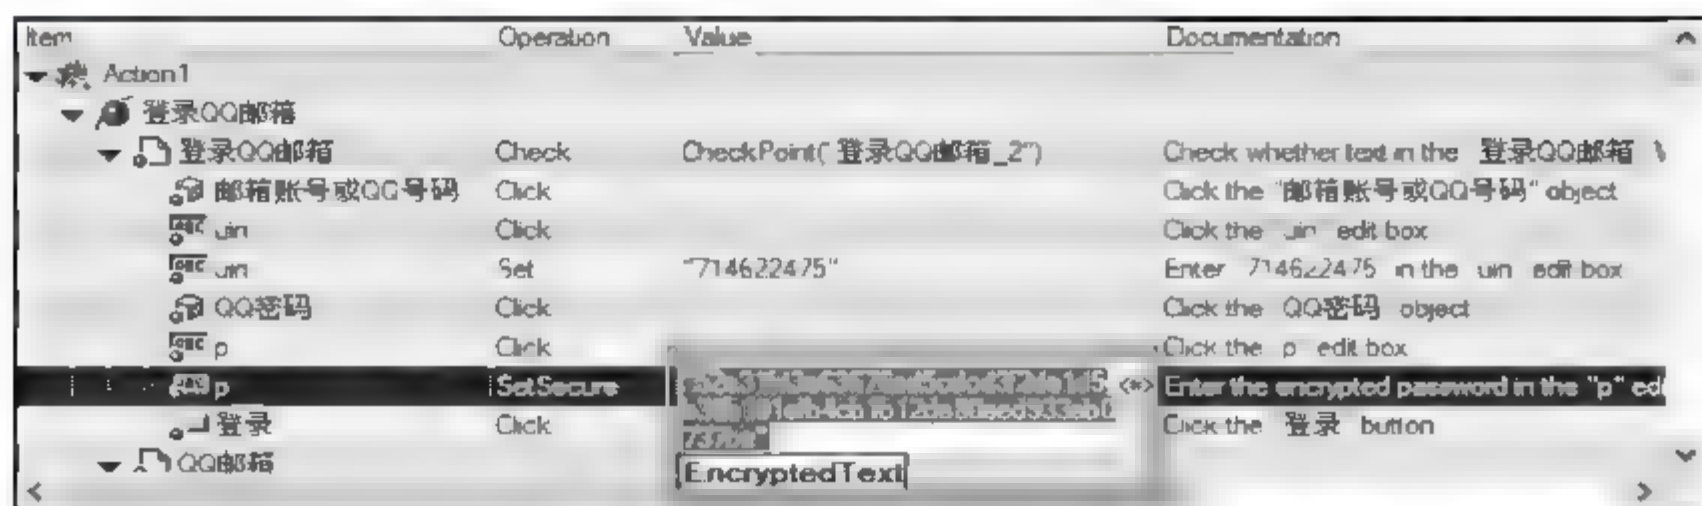 Item Operation Value Documentation
Action1
登录QQ邮箱
登录QQ邮箱 Check CheckPoint("登录QQ邮箱_2") Check whether text in the 登录QQ邮箱
邮箱账号或QQ号码 Click Click the "邮箱账号或QQ号码" object
uin Click Click the "uin" edit box
uin Set "714622475" Enter 714622475 in the uin edit box
QQ密码 Click Click the QQ密码 object
p Click Click the p edit box
p SetSecure Enter the encrypted password in the "p" edi
登录 Click Click the 登录 button
QQ邮箱
EncryptedText